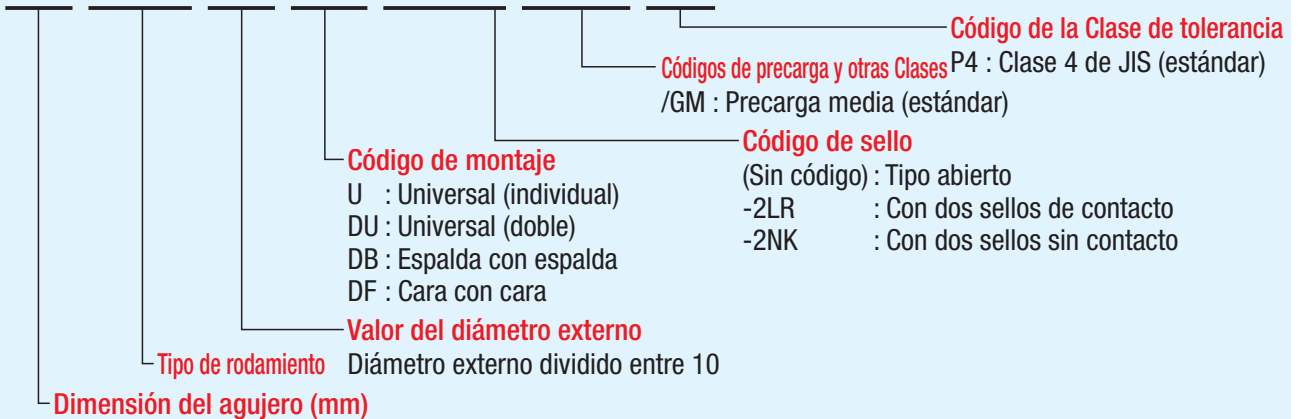 Código de la Clase de tolerancia
P4 : Clase 4 de JIS (estándar)
Códigos de precarga y otras Clases
/GM : Precarga media (estándar)
Código de sello
(Sin código) : Tipo abierto
-2LR : Con dos sellos de contacto
-2NK : Con dos sellos sin contacto
Código de montaje
U : Universal (individual)
DU : Universal (doble)
DB : Espalda con espalda
DF : Cara con cara
Valor del diámetro externo
Diámetro externo dividido entre 10
Tipo de rodamiento
Dimensión del agujero (mm)